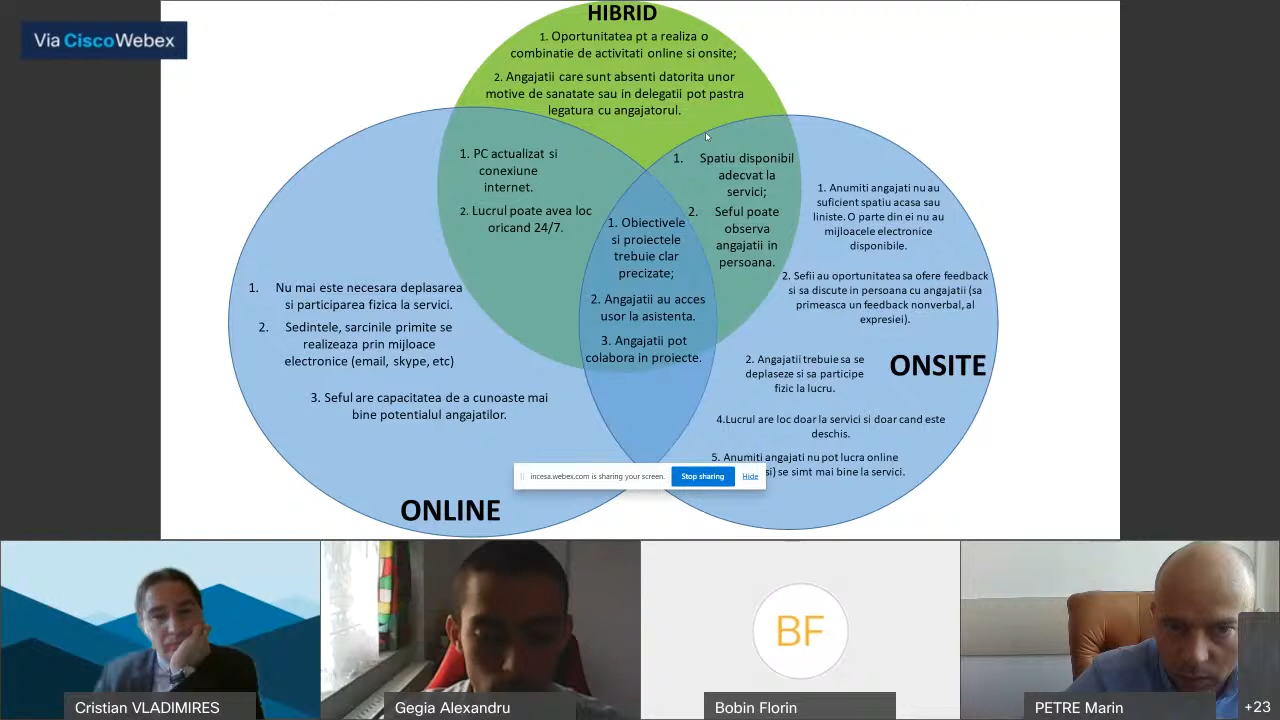 Via Cisco Webex
HIBRID
1. Oportunitatea pt a realiza o
combinatie de activitati online si onsite;
2. Angajatii care sunt absenti datorita unor
motive de sanatate sau in delegatii pot pastra
legatura cu angajatorul.
1. PC actualizat si
conexiune
internet.
2. Lucrul poate avea loc
oricand 24/7.
1. Spatiu disponibil
adecvat la
servici;
2. Seful poate
observa
angajatii in
persoana.
1. Obiectivele
si proiectele
trebuie clar
precizate;
2. Angajatii au acces
usor la asistenta.
3. Angajatii pot
colabora in proiecte.
1. Nu mai este necesara deplasarea
si participarea fizica la servici.
2. Sedintele, sarcinile primite se
realizeaza prin mijloace
electronice (email, skype, etc)
3. Seful are capacitatea de a cunoaste mai
bine potentialul angajatilor.
ONLINE
1. Anumiti angajati nu au
suficient spatiu acasa sau
liniste. O parte din ei nu au
mijloacele electronice
disponibile.
2. Sefii au oportunitatea sa ofere feedback
si sa discute in persoana cu angajatii (sa
primeasca un feedback nonverbal, al
expresiei).
2. Angajatii trebuie sa se
deplaseze si sa participe
fizic la lucru.
ONSITE
4.Lucrul are loc doar la servici si doar cand este
deschis.
5. Anumiti angajati nu pot lucra online
si) se simt mai bine la servici.
incesa.webex.com is sharing your screen.
Stop sharing
Hide
BF
Cristian VLADIMIRES
Gegia Alexandru
Bobin Florin
PETRE Marin
+23